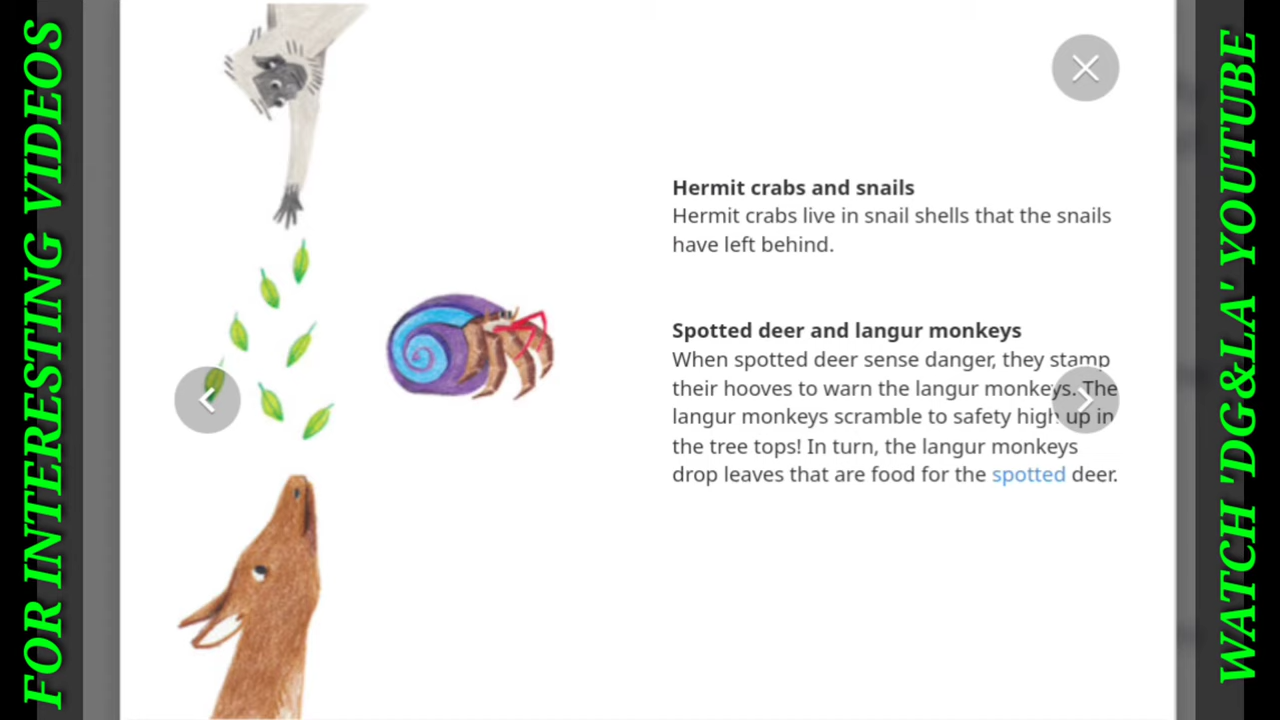 FOR INTERESTING VIDEOS
Hermit crabs and snails
Hermit crabs live in snail shells that the snails
have left behind.
Spotted deer and langur monkeys
When spotted deer sense danger, they stamp
their hooves to warn the langur monkeys. The
langur monkeys scramble to safety high up in
the tree tops! In turn, the langur monkeys
drop leaves that are food for the spotted deer.
WATCH 'DG&LA' YOUTUBE